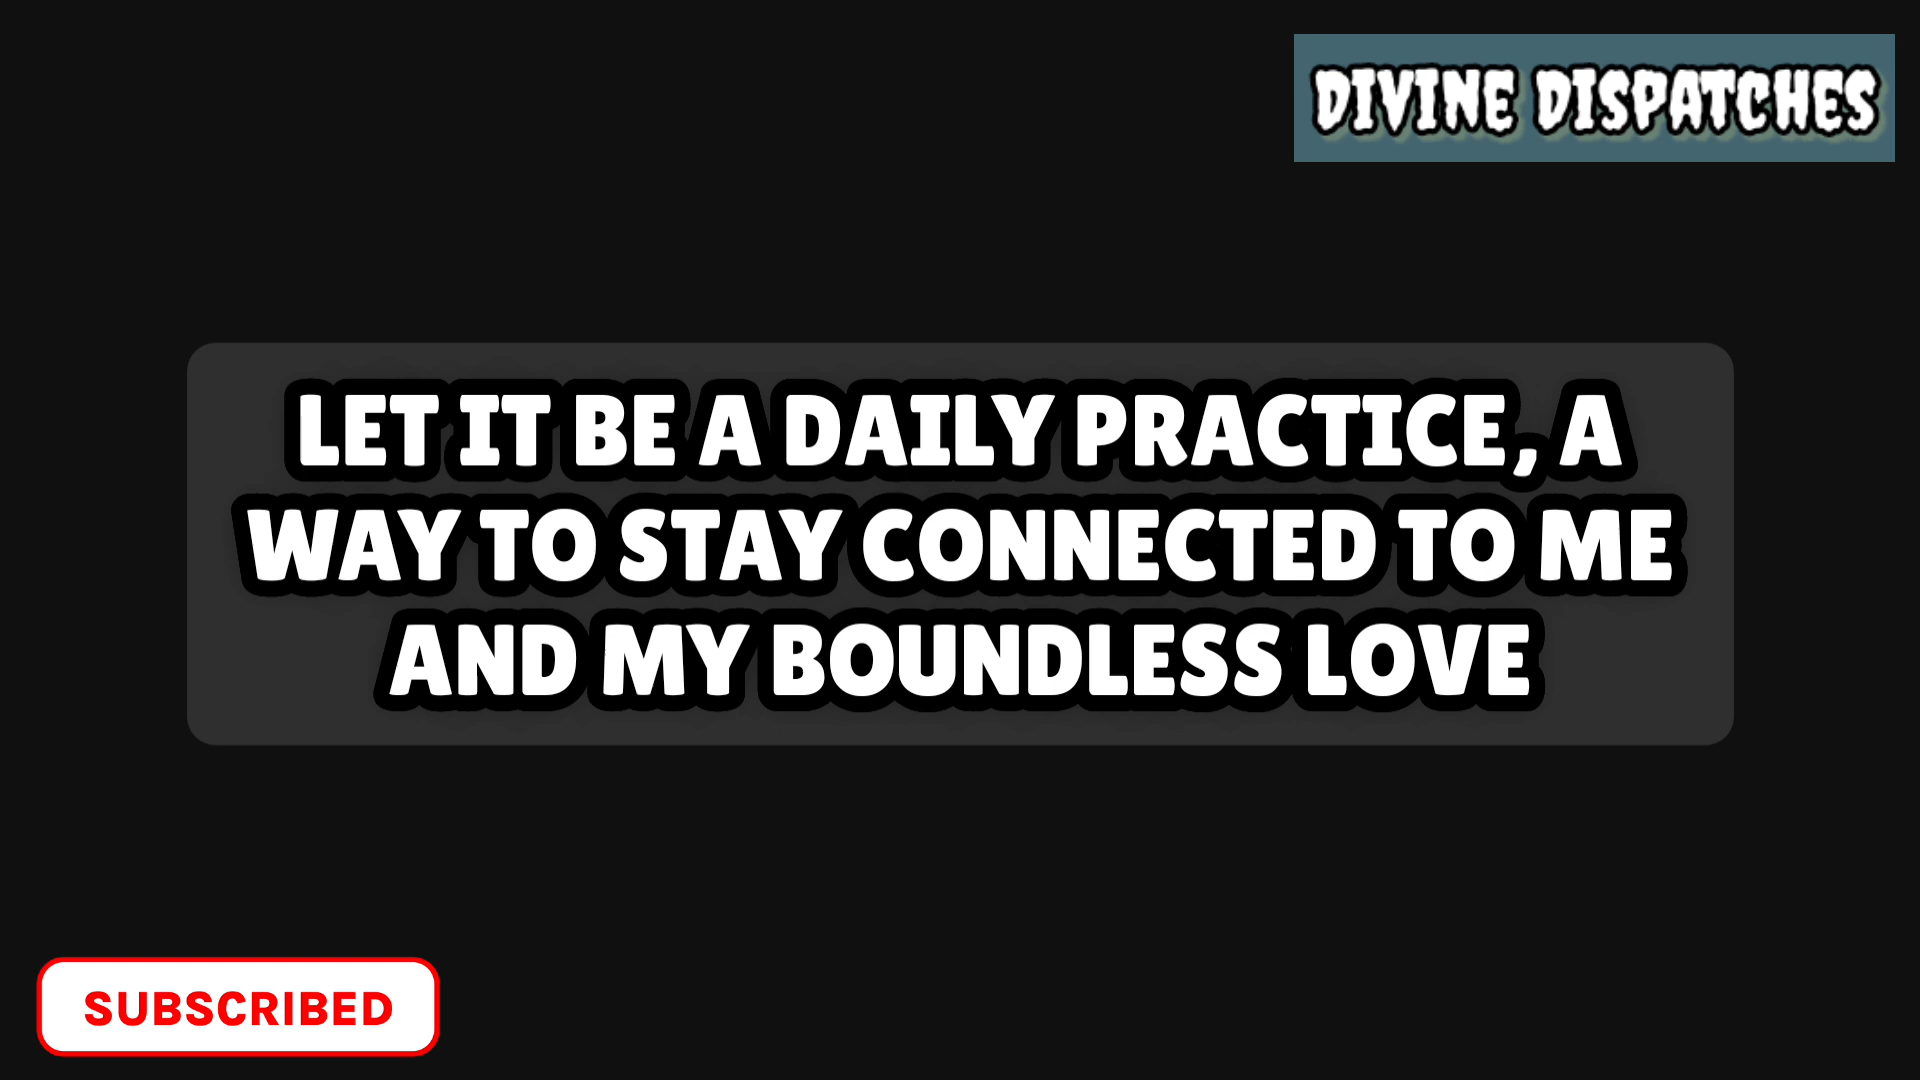 DIVINE DISPATCHES
LET IT BE A DAILY PRACTICE, A
WAY TO STAY CONNECTED TO ME
AND MY BOUNDLESS LOVE
SUBSCRIBED